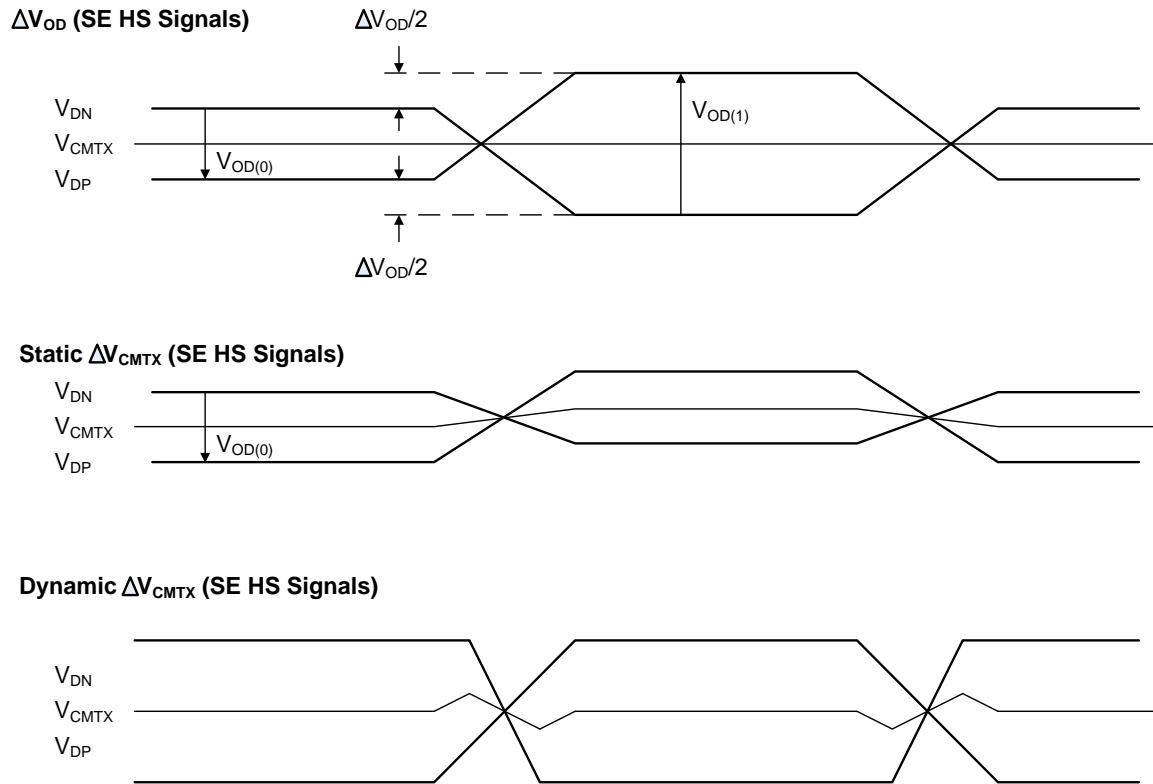 ΔVOD (SE HS Signals)
ΔVOD/2
VDN
VCMTX
VDP
VOD(0)
VOD(1)
ΔVOD/2
Static ΔVCMTX (SE HS Signals)
VDN
VCMTX
VDP
VOD(0)
Dynamic ΔVCMTX (SE HS Signals)
VDN
VCMTX
VDP